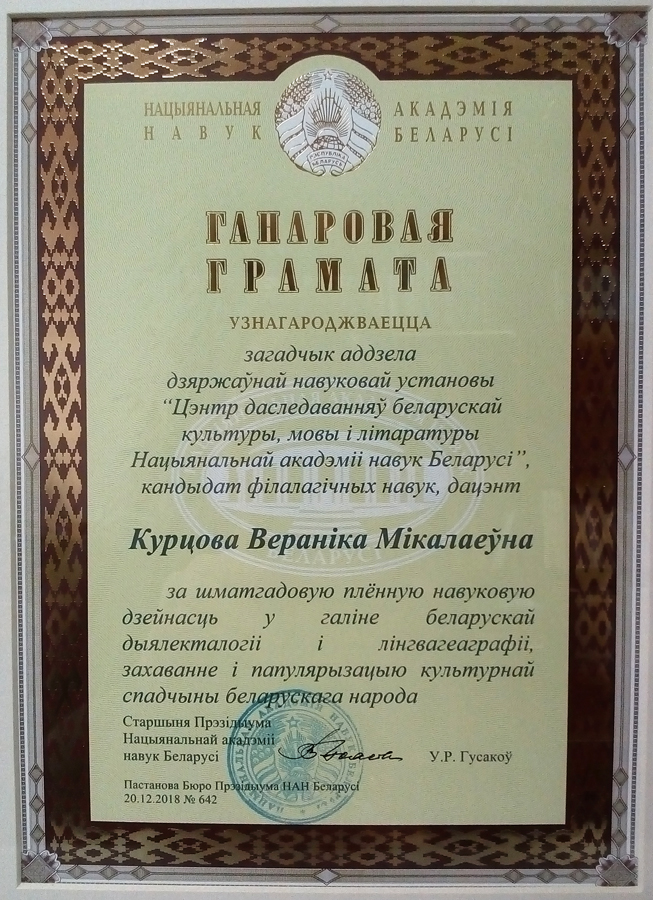 НАЦЫЯНАЛЬНАЯ АКАДЭМІЯ
НАВУК БЕЛАРУСІ
РЭСПУБЛІКА
БЕЛАРУСЬ
ГАНАРОВАЯ
ГРАМАТА
УЗНАГАРОДЖВАЕЦЦА
загадчык аддзела
дзяржаўнай навуковай установы
“Цэнтр даследаванняў беларускай
культуры, мовы і літаратуры
Нацыянальнай акадэміі навук Беларусі”,
кандыдат філалагічных навук, дацэнт
Курцова Вераніка Мікалаеўна
за шматгадовую плённую навуковую
дзейнасць у галіне беларускай
дыялекталогіі і лінгвагеаграфіі,
захаванне і папулярызацыю культурнай
спадчыны беларускага народа
Старшыня Прэзідыума
Нацыянальнай акадэміі
навук Беларусі У.Р. Гусакоў
Пастанова Бюро Прэзідыума НАН Беларусі
20.12.2018 № 642